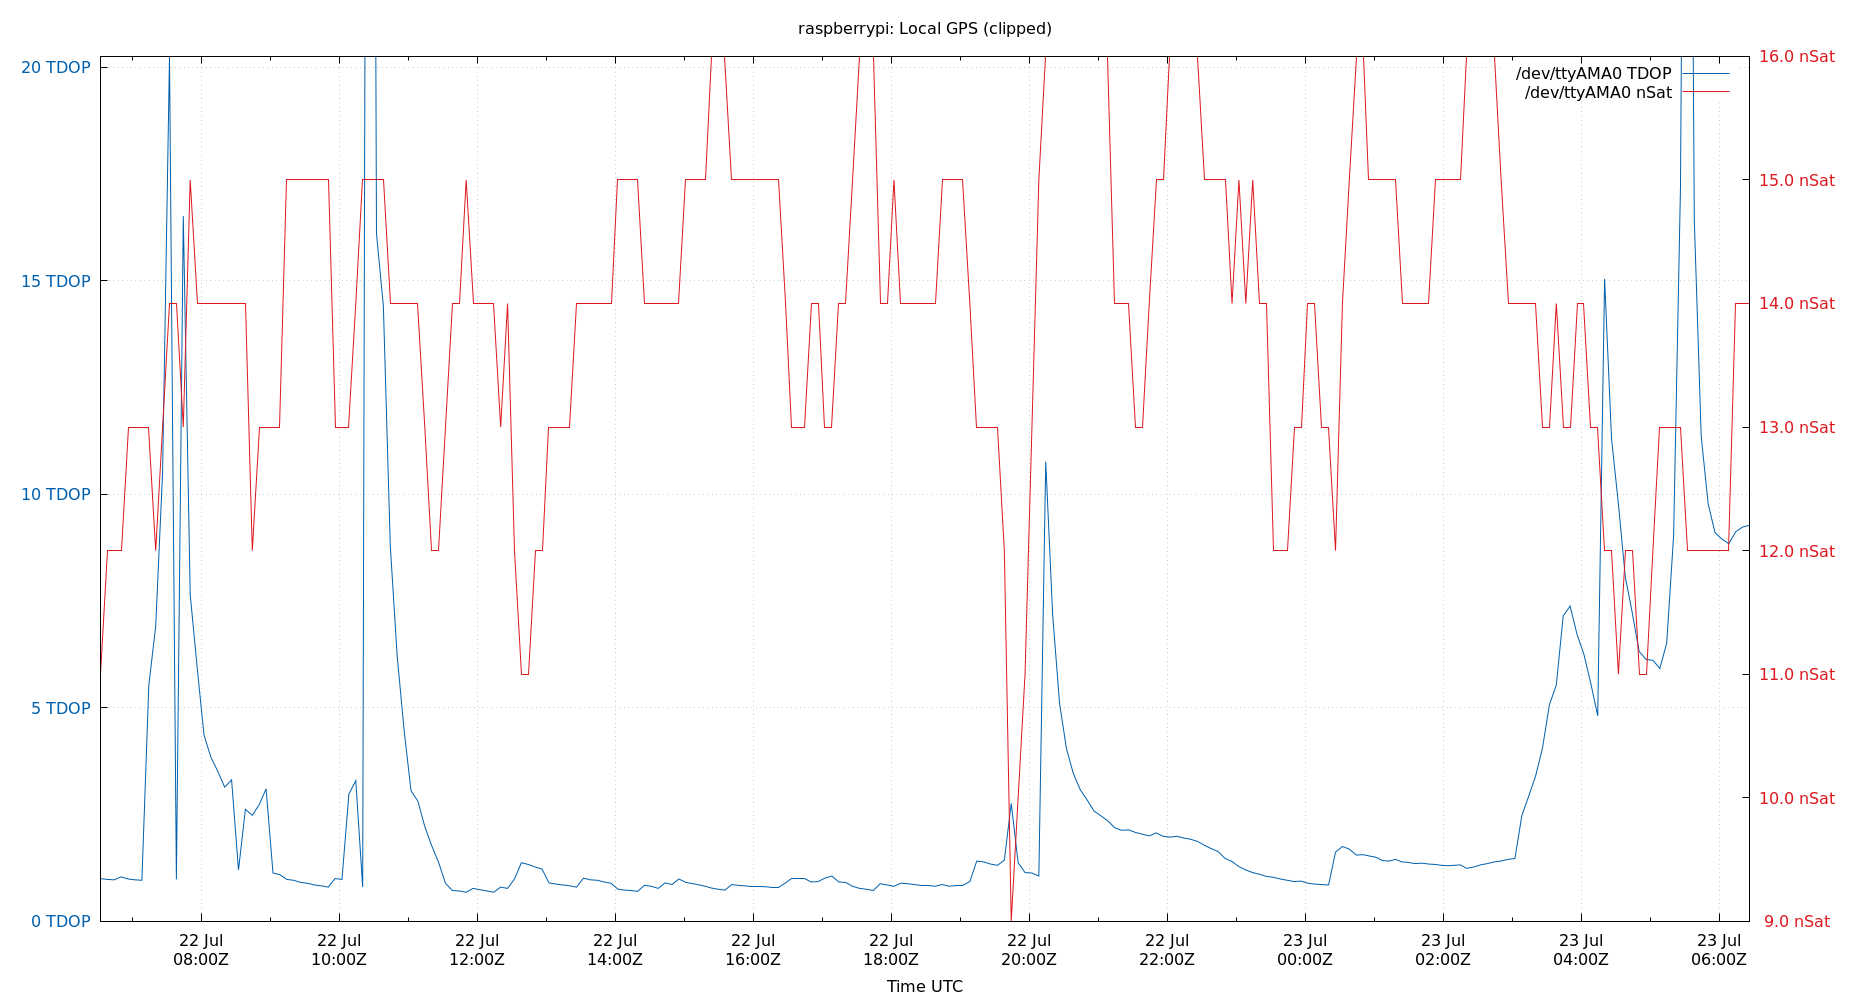 raspberrypi: Local GPS (clipped)
20 TDOP
15 TDOP
10 TDOP
5 TDOP
0 TDOP
16.0 nSat
15.0 nSat
14.0 nSat
13.0 nSat
12.0 nSat
11.0 nSat
10.0 nSat
9.0 nSat
/dev/ttyAMA0 TDOP
/dev/ttyAMA0 nSat
22 Jul
08:00Z
22 Jul
10:00Z
22 Jul
12:00Z
22 Jul
14:00Z
22 Jul
16:00Z
22 Jul
18:00Z
22 Jul
20:00Z
22 Jul
22:00Z
23 Jul
00:00Z
23 Jul
02:00Z
23 Jul
04:00Z
23 Jul
06:00Z
Time UTC